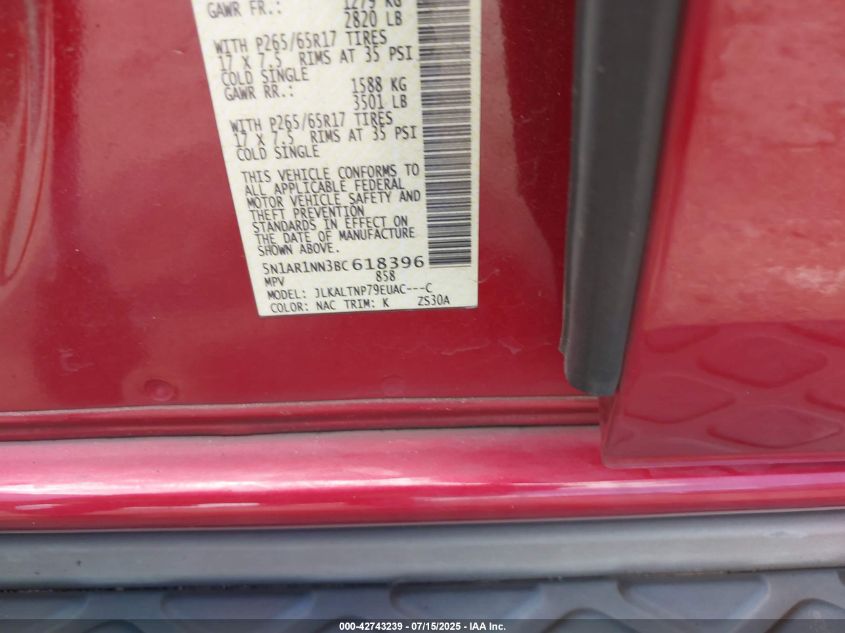 GAWR FR.: 1279 KG
2820 LB
WITH P265/65R17 TIRES
17 X 7.5 RIMS AT 35 PSI
COLD SINGLE
GAWR RR.: 1588 KG
3501 LB
WITH P265/65R17 TIRES
17 X 7.5 RIMS AT 35 PSI
COLD SINGLE
THIS VEHICLE CONFORMS TO
ALL APPLICABLE FEDERAL
MOTOR VEHICLE SAFETY AND
THEFT PREVENTION
STANDARDS IN EFFECT ON
THE DATE OF MANUFACTURE
SHOWN ABOVE
5N1AR1NN3BC618396
MPV 858
MODEL: JLKALTNP79EUAC---C
COLOR: NAC TRIM: K ZS30A
000-42743239 - 07/15/2025 - IAA Inc.